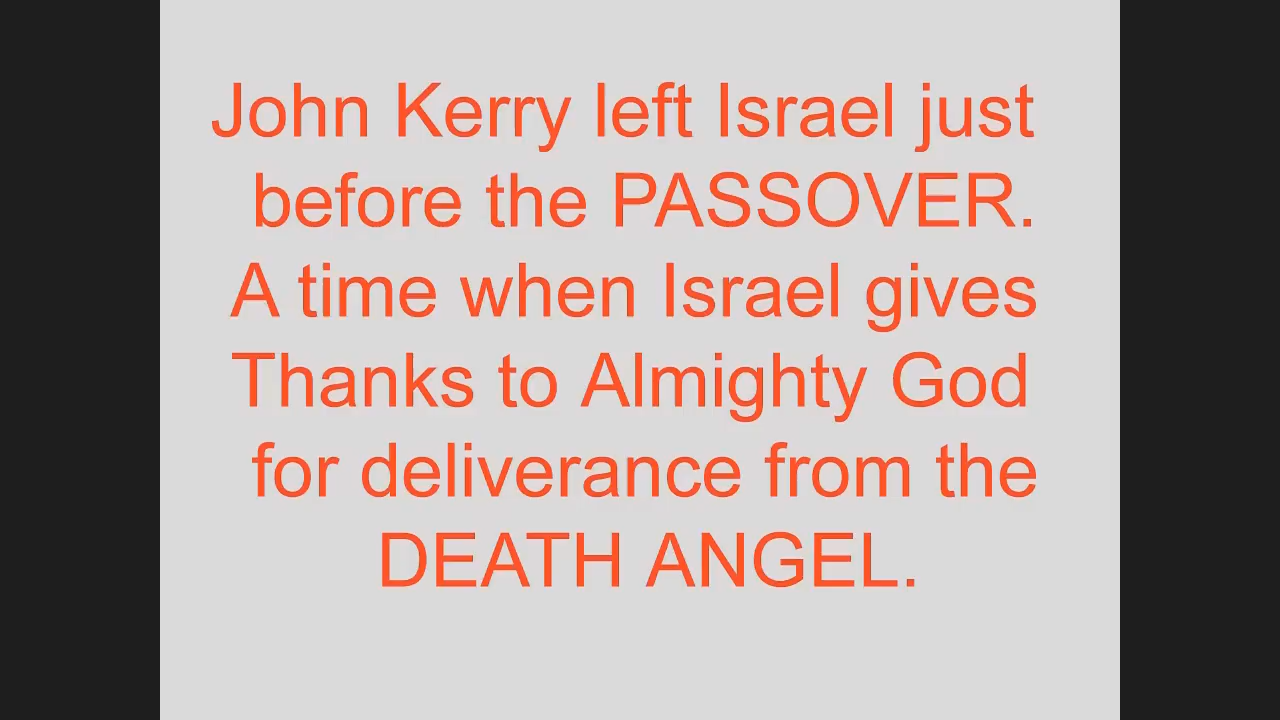 John Kerry left Israel just
before the PASSOVER.
A time when Israel gives
Thanks to Almighty God
for deliverance from the
DEATH ANGEL.